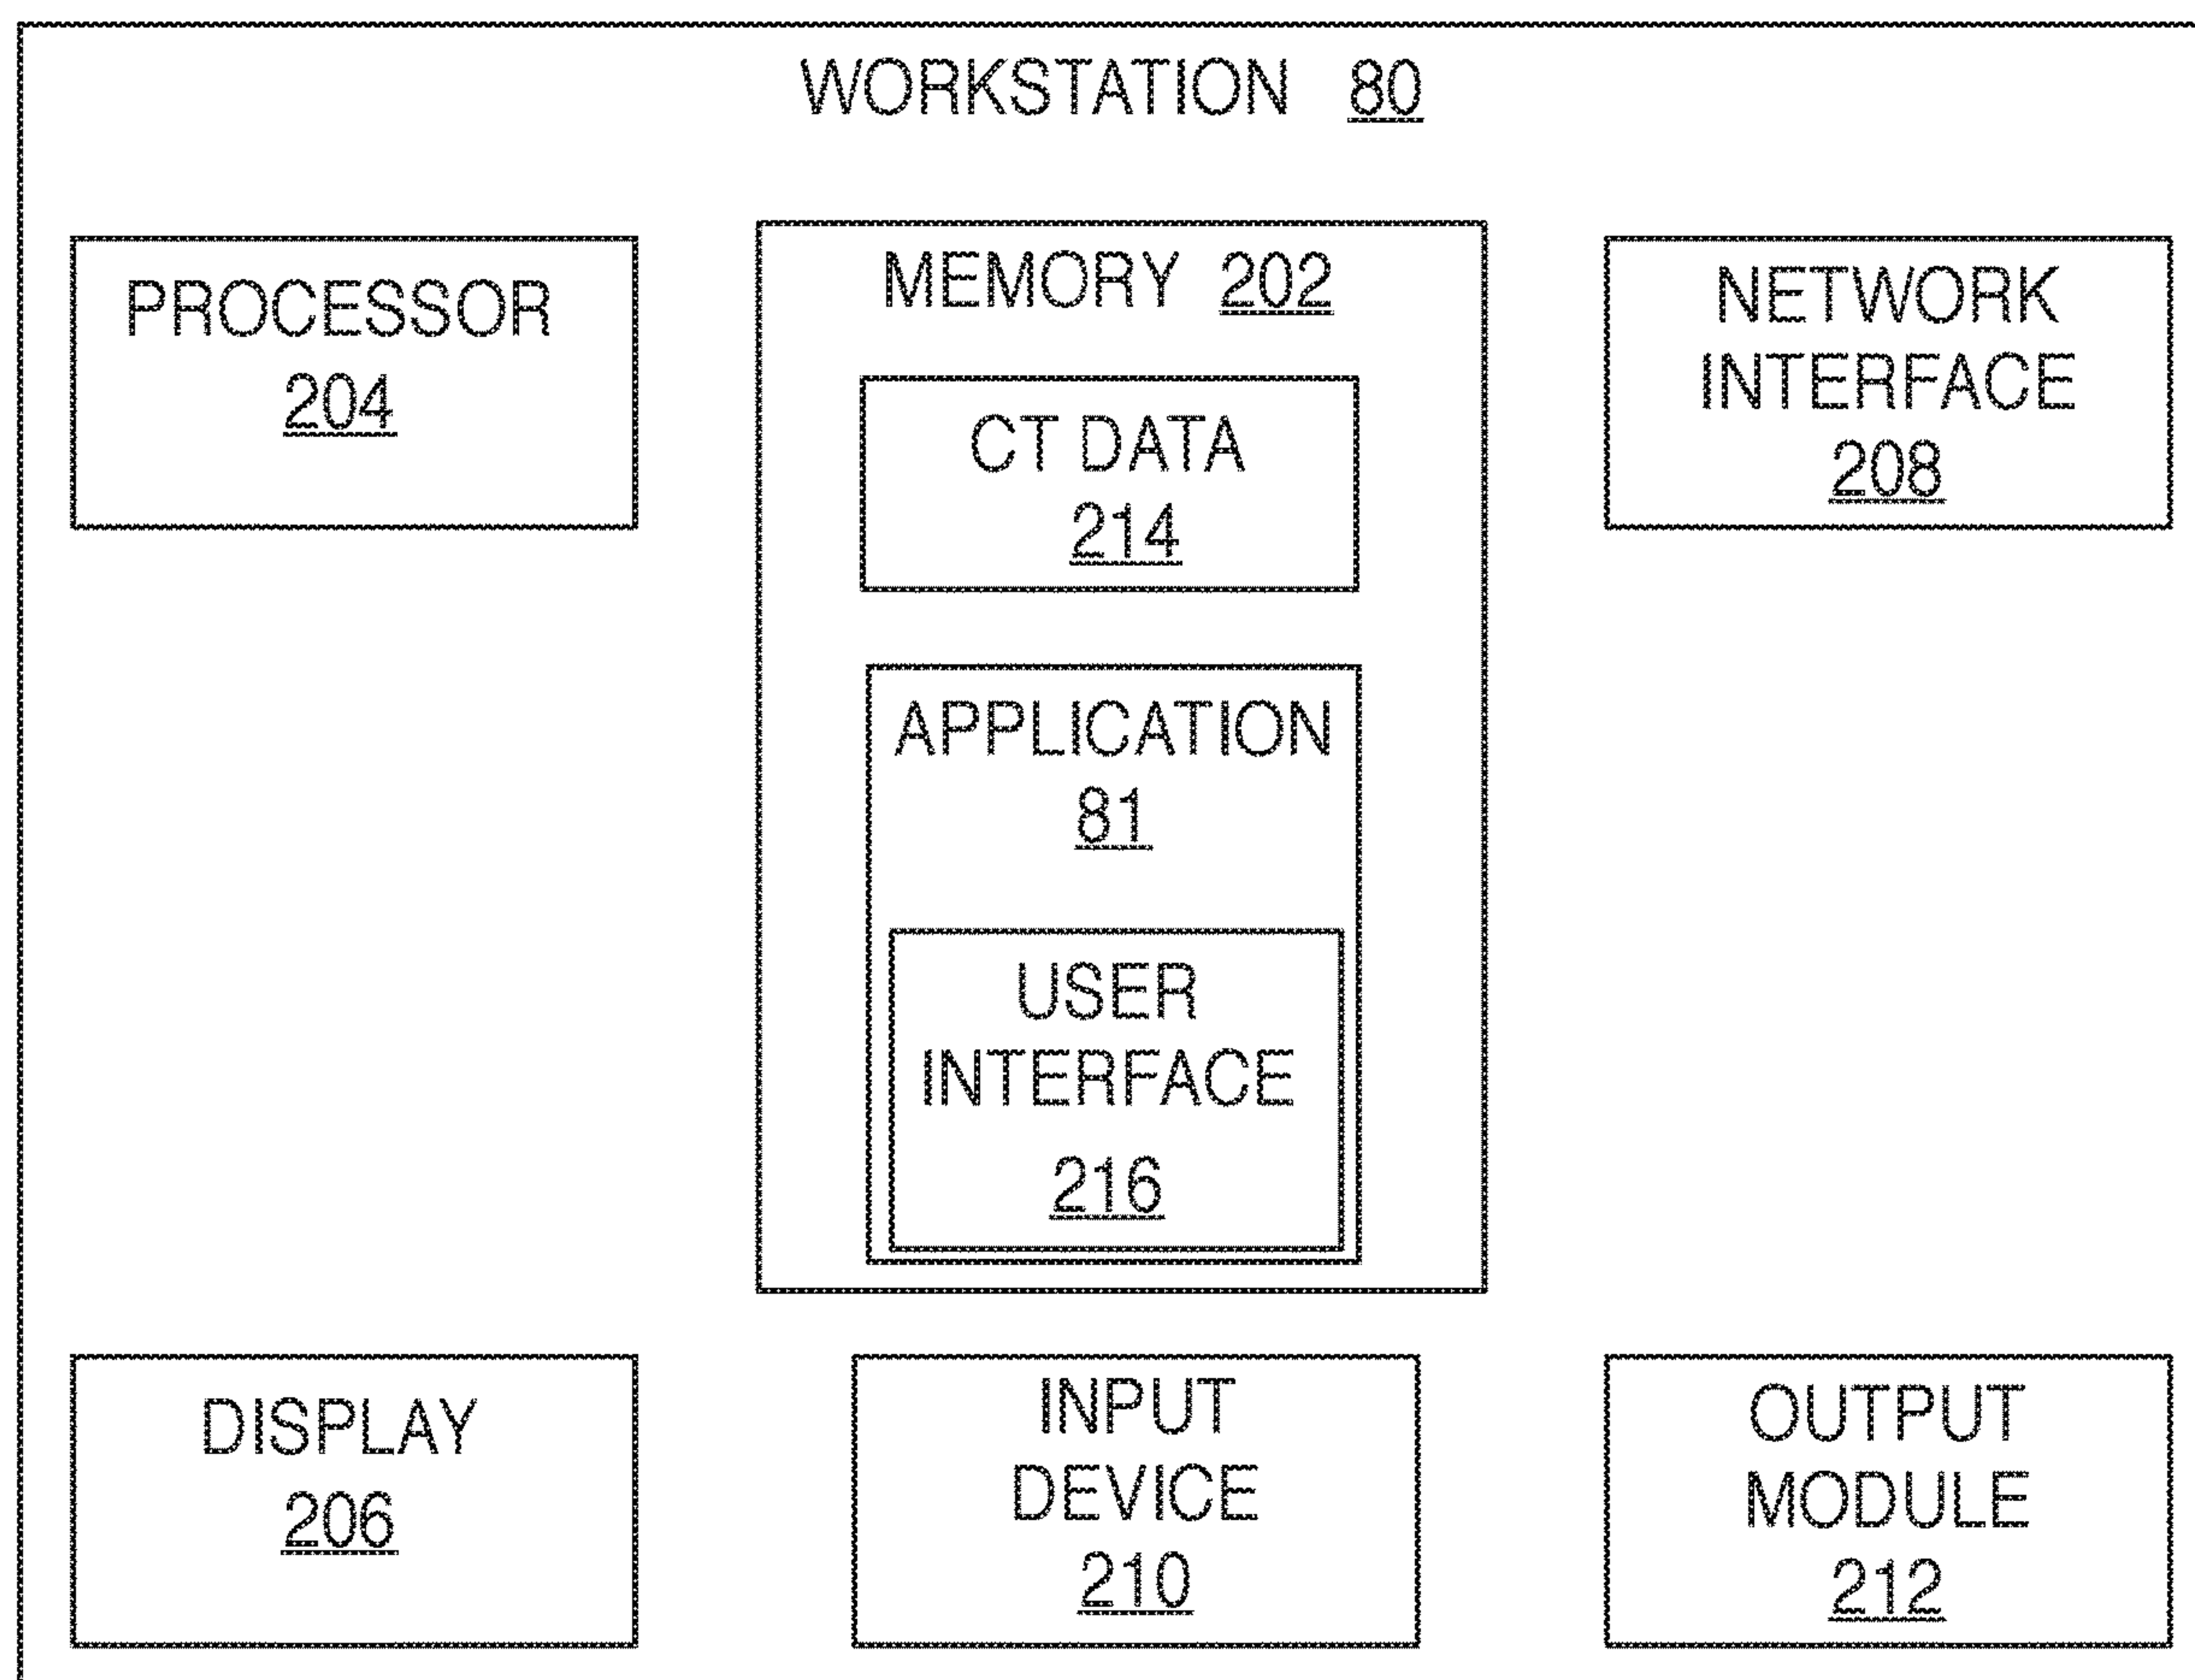 WORKSTATION 80
PROCESSOR
204
MEMORY 202
CT DATA
214
APPLICATION
81
USER
INTERFACE
216
NETWORK
INTERFACE
208
DISPLAY
206
INPUT
DEVICE
210
OUTPUT
MODULE
212